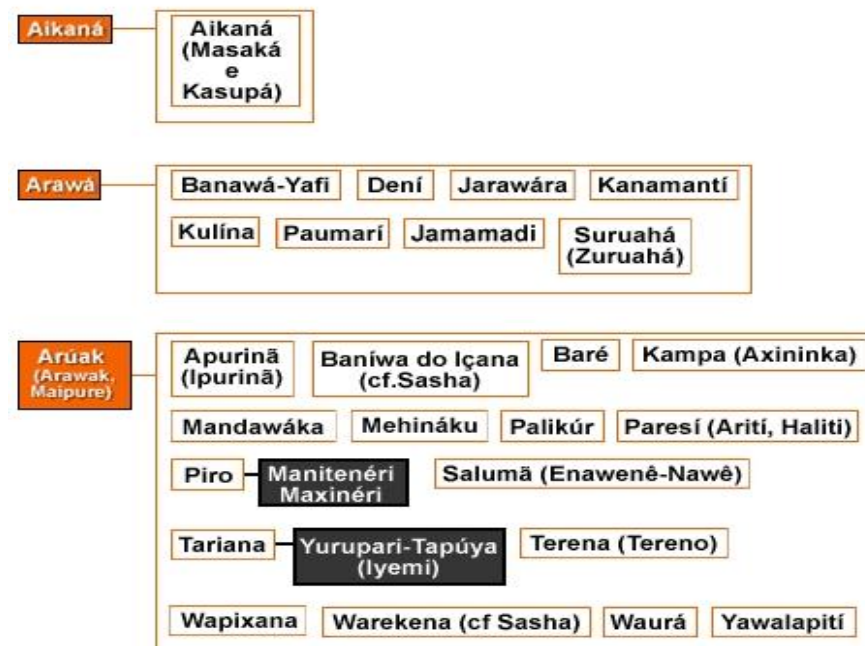 Aikaná
Aikaná
(Masaká
e
Kasupá)
Arawá
Banawá-Yafi
Dení
Jarawára
Kanamantí
Kulína
Paumarí
Jamamadi
Suruahá
(Zuruahá)
Arúak
(Arawak,
Maipure)
Apurinã
(Ipurinã)
Baníwa do Içana
(cf.Sasha)
Baré
Kampa (Axininka)
Mandawáka
Mehináku
Palikúr
Paresí (Arití, Haliti)
Piro
Manitenéri
Maxinéri
Salumã (Enawenê-Nawê)
Tariana
Yurupari-Tapúya
(Iyemi)
Terena (Tereno)
Wapixana
Warekena (cf Sasha)
Waurá
Yawalapití